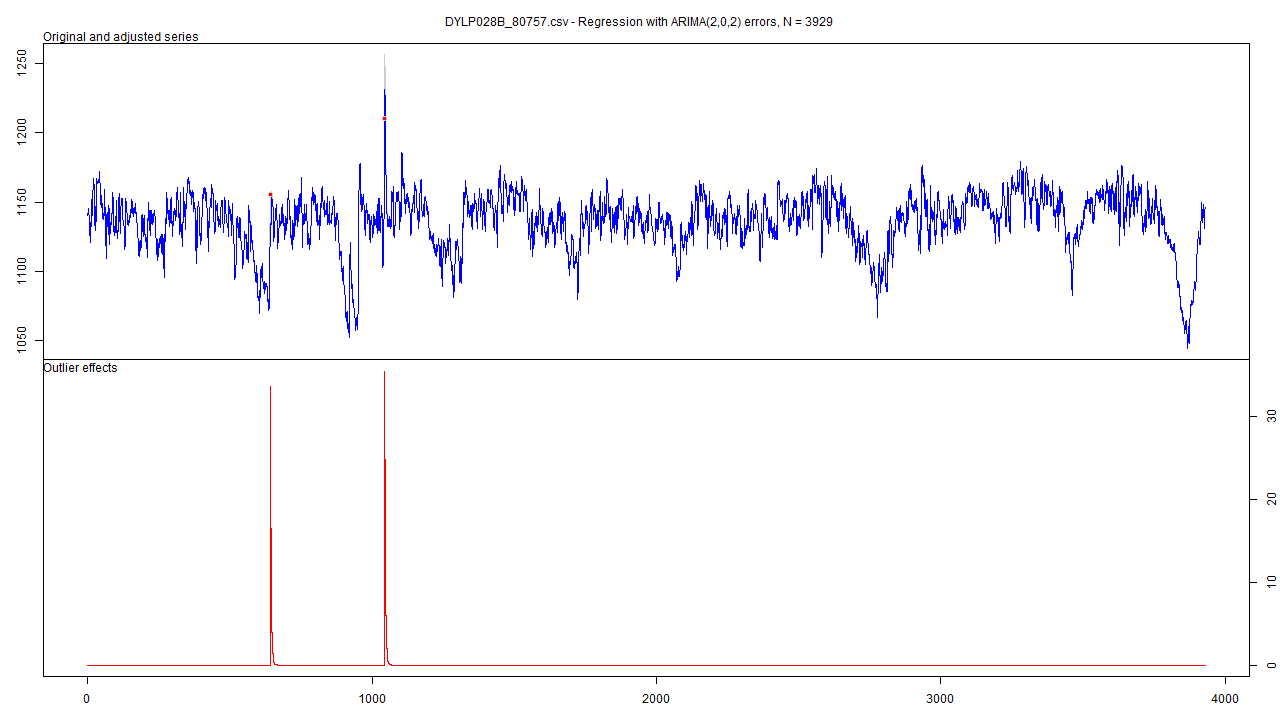 DYLP028B_80757.csv - Regression with ARIMA(2,0,2) errors, N = 3929
Original and adjusted series
1250
1200
1150
1100
1050
Outlier effects
30
20
10
0
0 1000 2000 3000 4000